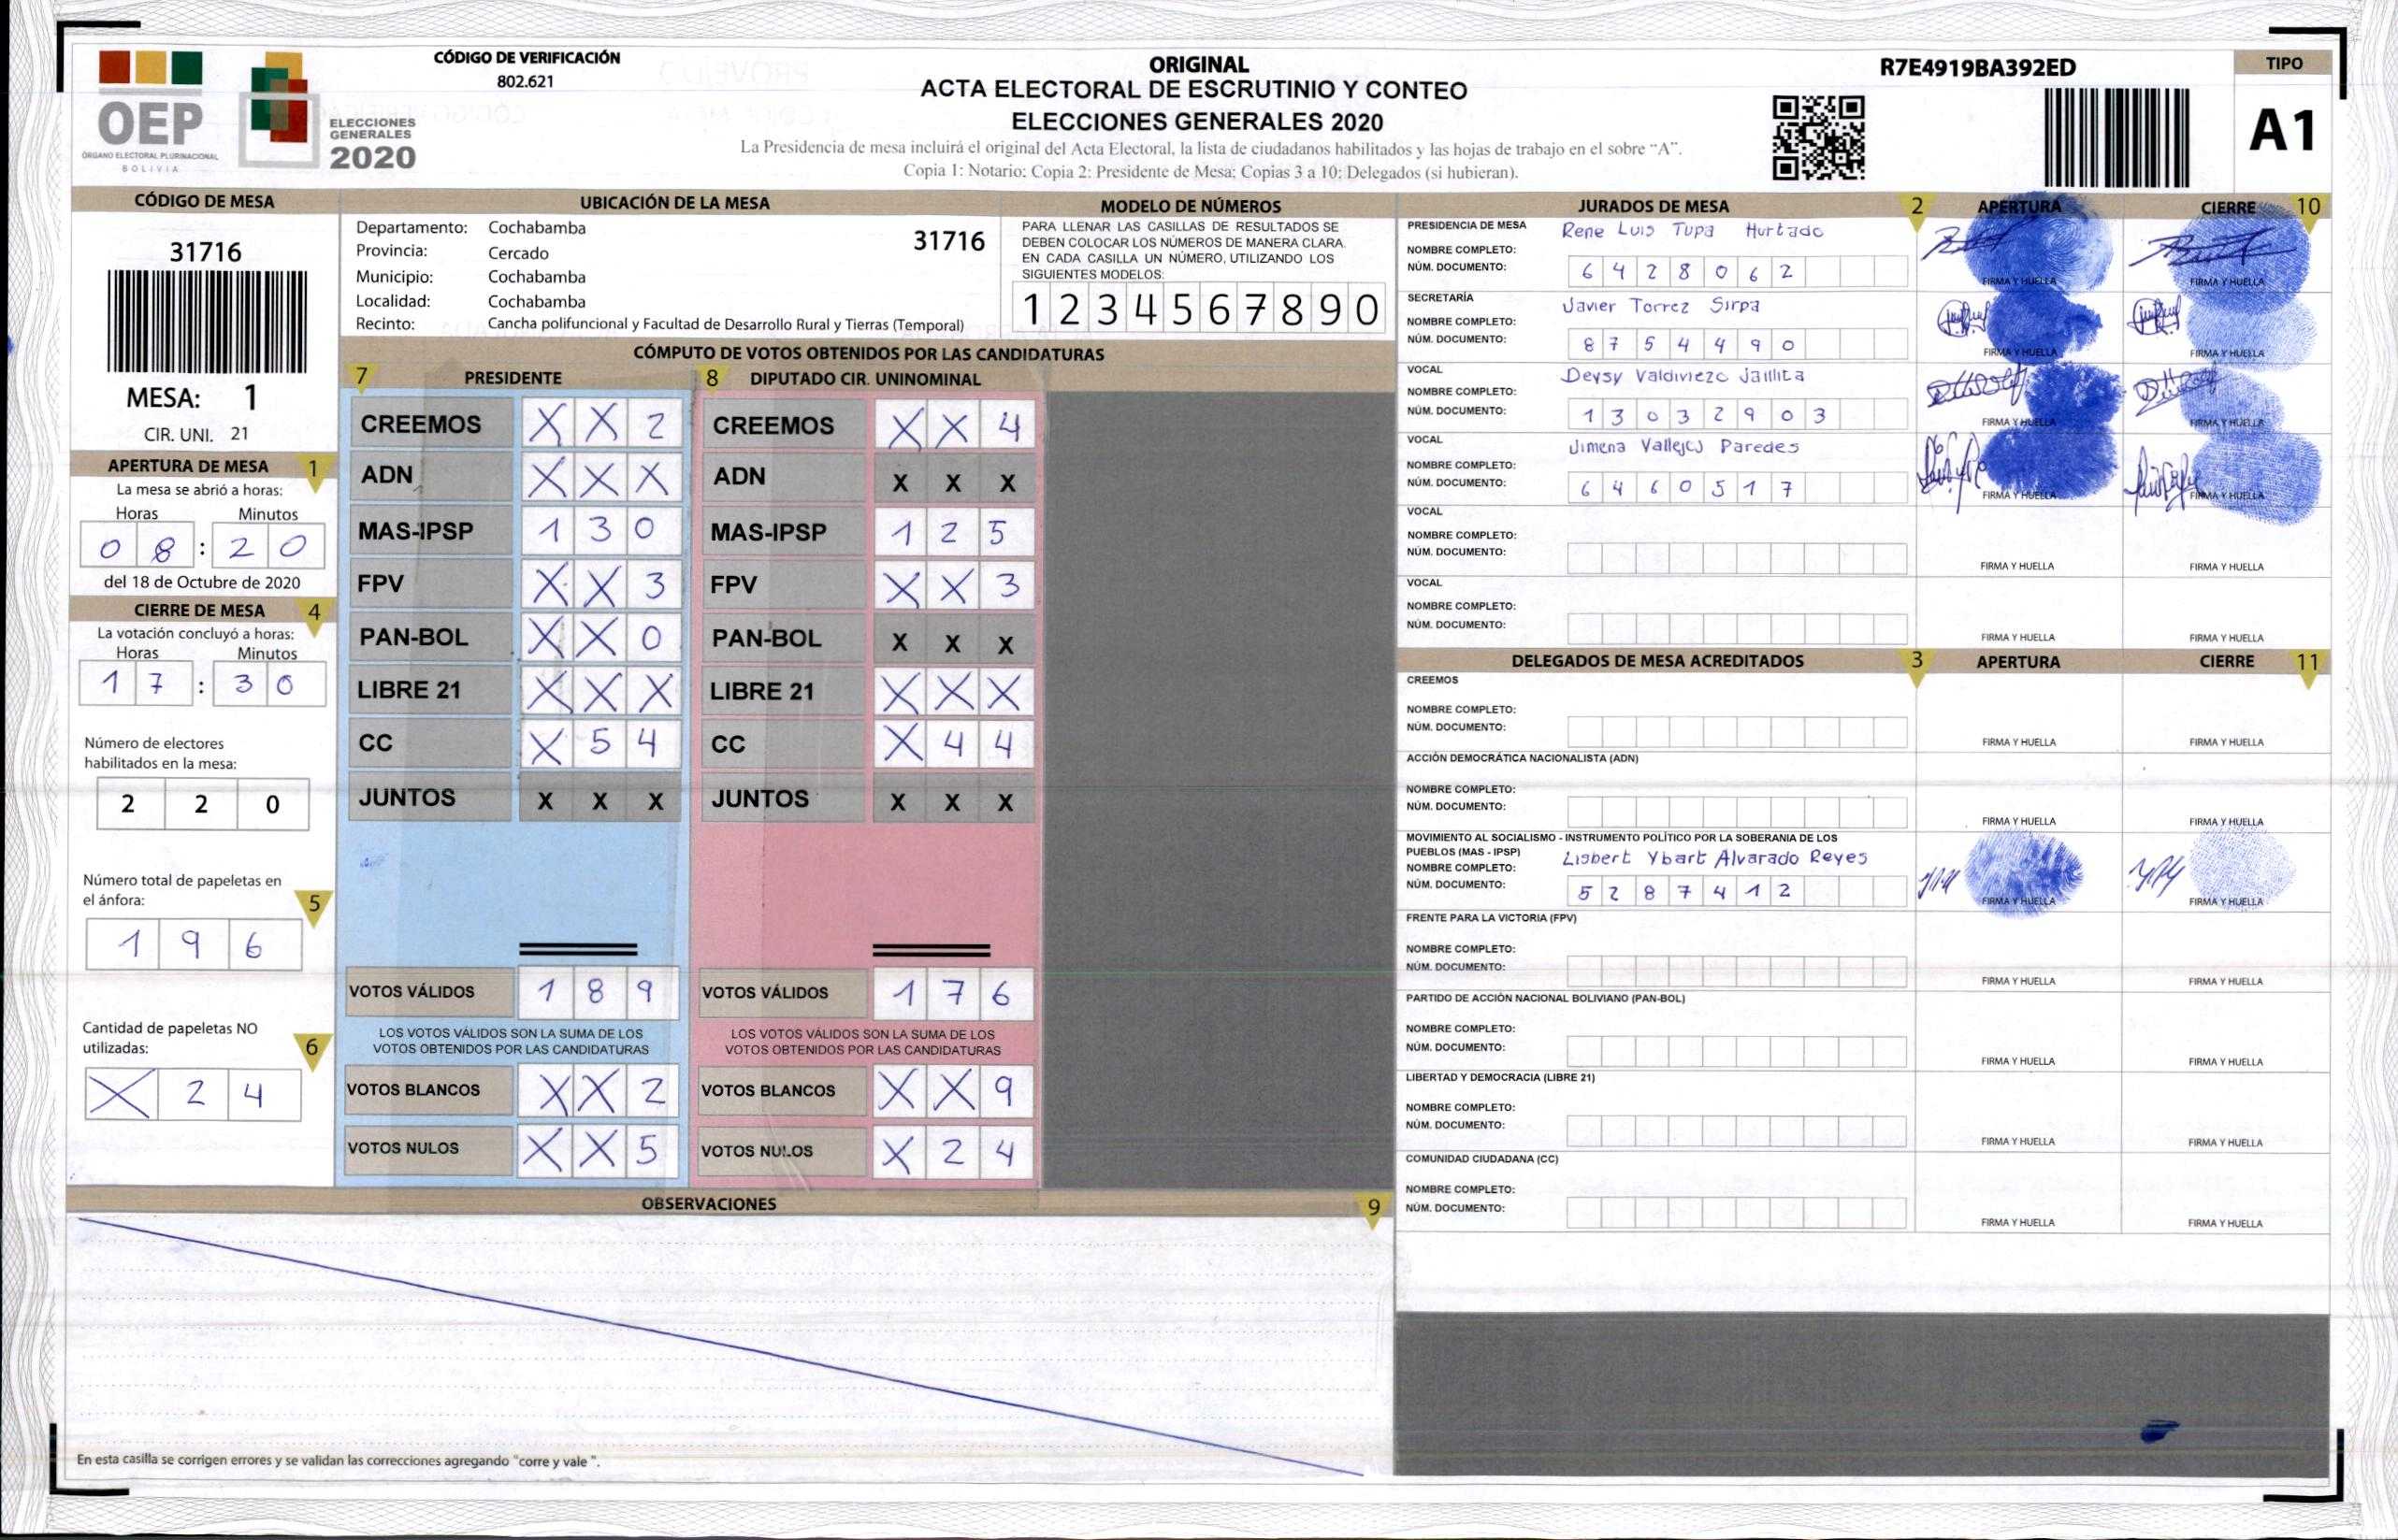 OEP
ÓRGANO ELECTORAL PLURINACIONAL
BOLIVIA
ELECCIONES
GENERALES
2020
CÓDIGO DE VERIFICACIÓN
802.621
ORIGINAL
ACTA ELECTORAL DE ESCRUTINIO Y CONTEO
ELECCIONES GENERALES 2020
La Presidencia de mesa incluirá el original del Acta Electoral, la lista de ciudadanos habilitados y las hojas de trabajo en el sobre "A".
Copia 1: Notario; Copia 2: Presidente de Mesa; Copias 3 a 10; Delegados (si hubieran).
R7E4919BA392ED
TIPO
A1
CÓDIGO DE MESA
31716
MESA: 1
CIR. UNI. 21
APERTURA DE MESA 1
La mesa se abrió a horas:
Horas Minutos
0 8 : 2 0
del 18 de Octubre de 2020
CIERRE DE MESA 4
La votación concluyó a horas:
Horas Minutos
1 7 : 3 0
Número de electores
habilitados en la mesa:
2 2 0
Número total de papeletas en
el ánfora: 5
1 9 6
Cantidad de papeletas NO
utilizadas: 6
X 2 4
UBICACIÓN DE LA MESA
Departamento: Cochabamba
31716
Provincia: Cercado
Municipio: Cochabamba
Localidad: Cochabamba
Recinto: Cancha polifuncional y Facultad de Desarrollo Rural y Tierras (Temporal)
MODELO DE NÚMEROS
PARA LLENAR LAS CASILLAS DE RESULTADOS SE
DEBEN COLOCAR LOS NÚMEROS DE MANERA CLARA.
EN CADA CASILLA UN NÚMERO, UTILIZANDO LOS
SIGUIENTES MODELOS:
1 2 3 4 5 6 7 8 9 0
CÓMPUTO DE VOTOS OBTENIDOS POR LAS CANDIDATURAS
7 PRESIDENTE
CREEMOS X X 2
ADN X X X
MAS-IPSP 1 3 0
FPV X X 3
PAN-BOL X X 0
LIBRE 21 X X X
CC X 5 4
JUNTOS X X X
VOTOS VÁLIDOS 1 8 9
LOS VOTOS VÁLIDOS SON LA SUMA DE LOS
VOTOS OBTENIDOS POR LAS CANDIDATURAS
VOTOS BLANCOS X X 2
VOTOS NULOS X X 5
8 DIPUTADO CIR. UNINOMINAL
CREEMOS X X 4
ADN X X X
MAS-IPSP 1 2 5
FPV X X 3
PAN-BOL X X X
LIBRE 21 X X X
CC X 4 4
JUNTOS X X X
VOTOS VÁLIDOS 1 7 6
LOS VOTOS VÁLIDOS SON LA SUMA DE LOS
VOTOS OBTENIDOS POR LAS CANDIDATURAS
VOTOS BLANCOS X X 9
VOTOS NULOS X 2 4
OBSERVACIONES 9
En esta casilla se corrigen errores y se validan las correcciones agregando "corre y vale ".
JURADOS DE MESA 2 APERTURA CIERRE 10
PRESIDENCIA DE MESA
NOMBRE COMPLETO: Rene Luis Tupa Hurtado
NÚM. DOCUMENTO: 6 4 2 8 0 6 2
FIRMA Y HUELLA FIRMA Y HUELLA
SECRETARÍA
NOMBRE COMPLETO: Javier Torrez Sirpa
NÚM. DOCUMENTO: 8 7 5 4 4 9 0
FIRMA Y HUELLA FIRMA Y HUELLA
VOCAL
NOMBRE COMPLETO: Deysy Valdiviezo Jaillita
NÚM. DOCUMENTO: 1 3 0 3 2 9 0 3
FIRMA Y HUELLA FIRMA Y HUELLA
VOCAL
NOMBRE COMPLETO: Jimena Vallejos Paredes
NÚM. DOCUMENTO: 6 4 6 0 5 1 7
FIRMA Y HUELLA FIRMA Y HUELLA
VOCAL
NOMBRE COMPLETO:
NÚM. DOCUMENTO:
FIRMA Y HUELLA FIRMA Y HUELLA
VOCAL
NOMBRE COMPLETO:
NÚM. DOCUMENTO:
FIRMA Y HUELLA FIRMA Y HUELLA
DELEGADOS DE MESA ACREDITADOS 3 APERTURA CIERRE 11
CREEMOS
NOMBRE COMPLETO:
NÚM. DOCUMENTO:
FIRMA Y HUELLA FIRMA Y HUELLA
ACCIÓN DEMOCRÁTICA NACIONALISTA (ADN)
NOMBRE COMPLETO:
NÚM. DOCUMENTO:
FIRMA Y HUELLA FIRMA Y HUELLA
MOVIMIENTO AL SOCIALISMO - INSTRUMENTO POLÍTICO POR LA SOBERANIA DE LOS
PUEBLOS (MAS - IPSP)
NOMBRE COMPLETO: Lisbert Ybart Alvarado Reyes
NÚM. DOCUMENTO: 5 2 8 7 4 1 2
FIRMA Y HUELLA FIRMA Y HUELLA
FRENTE PARA LA VICTORIA (FPV)
NOMBRE COMPLETO:
NÚM. DOCUMENTO:
FIRMA Y HUELLA FIRMA Y HUELLA
PARTIDO DE ACCIÓN NACIONAL BOLIVIANO (PAN-BOL)
NOMBRE COMPLETO:
NÚM. DOCUMENTO:
FIRMA Y HUELLA FIRMA Y HUELLA
LIBERTAD Y DEMOCRACIA (LIBRE 21)
NOMBRE COMPLETO:
NÚM. DOCUMENTO:
FIRMA Y HUELLA FIRMA Y HUELLA
COMUNIDAD CIUDADANA (CC)
NOMBRE COMPLETO:
NÚM. DOCUMENTO:
FIRMA Y HUELLA FIRMA Y HUELLA